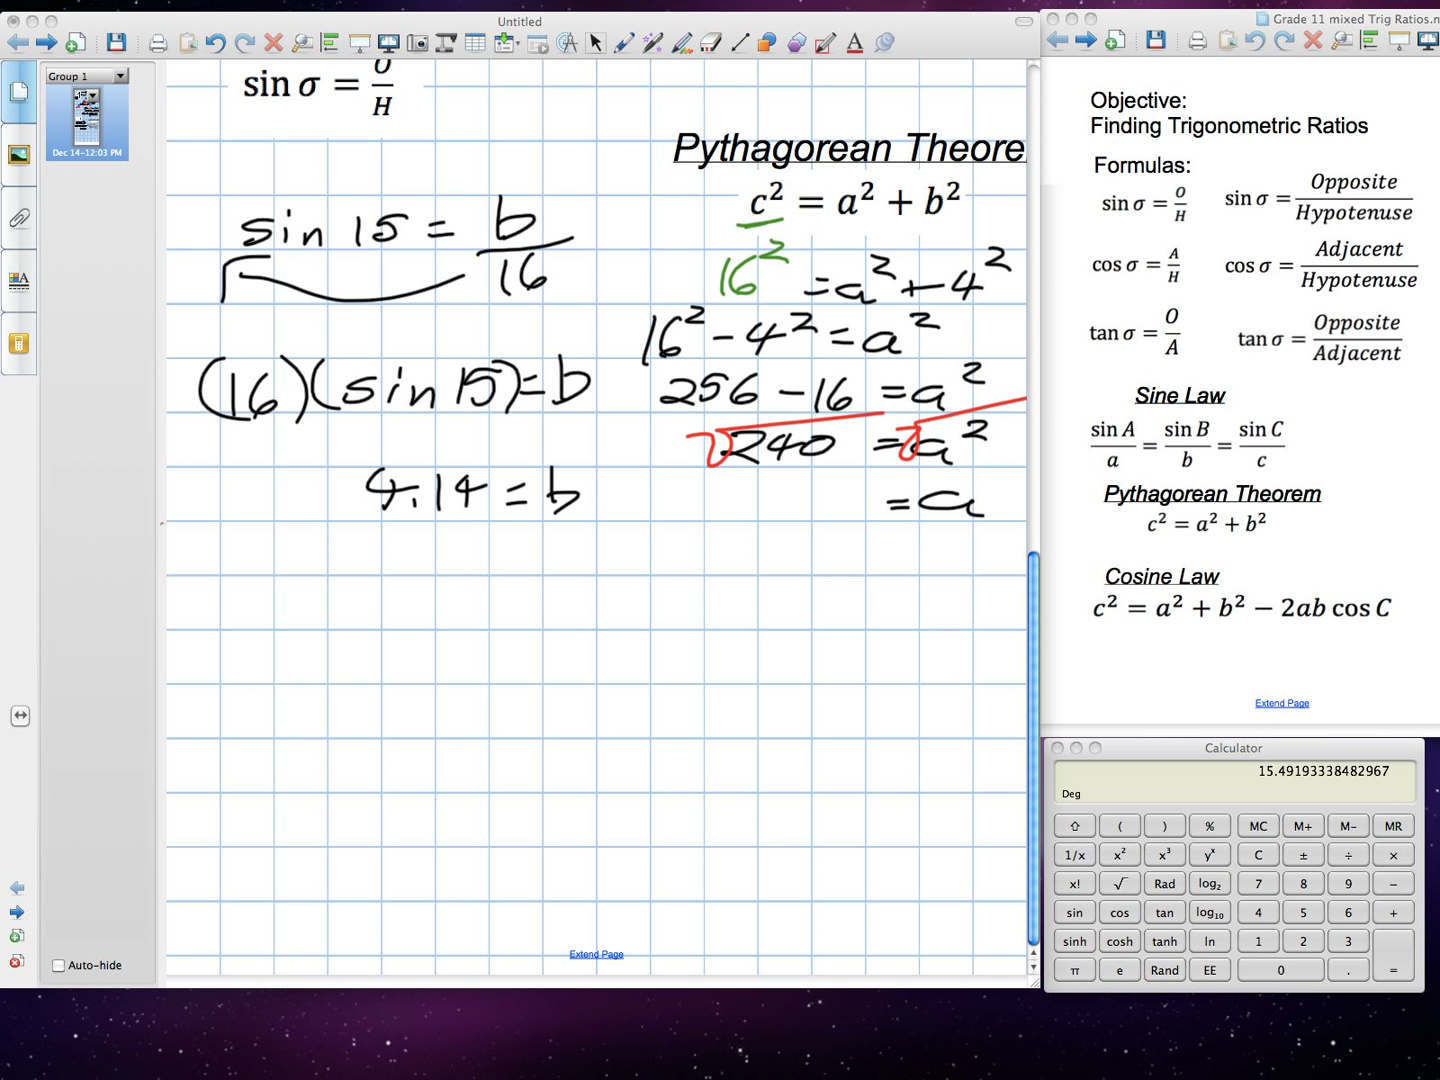 Untitled
Group 1
Dec 14-12:03 PM
Auto-hide
sin σ = O/H
sin 15 = b/16
(16)(sin 15) = b
4.14 = b
Pythagorean Theore
c² = a² + b²
16² = a² + 4²
16² - 4² = a²
256 - 16 = a²
√240 = √a²
= a
Extend Page
Grade 11 mixed Trig Ratios.n
Objective:
Finding Trigonometric Ratios
Formulas:
sin σ = O/H sin σ = Opposite/Hypotenuse
cos σ = A/H cos σ = Adjacent/Hypotenuse
tan σ = O/A tan σ = Opposite/Adjacent
Sine Law
sin A/a = sin B/b = sin C/c
Pythagorean Theorem
c² = a² + b²
Cosine Law
c² = a² + b² − 2ab cos C
Extend Page
Calculator
15.49193338482967
Deg
( ) % MC M+ M- MR
1/x x² x³ yˣ C ± ÷ ×
x! √ Rad log₂ 7 8 9 −
sin cos tan log₁₀ 4 5 6 +
sinh cosh tanh ln 1 2 3
π e Rand EE 0 . =